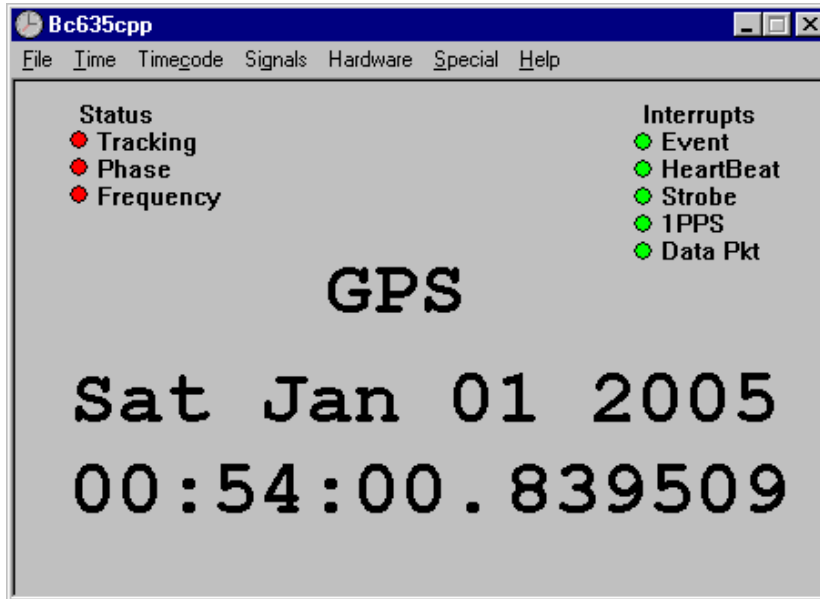 Bc635cpp
File Time Timecode Signals Hardware Special Help
Status
Tracking
Phase
Frequency
Interrupts
Event
HeartBeat
Strobe
1PPS
Data Pkt
GPS
Sat Jan 01 2005
00:54:00.839509